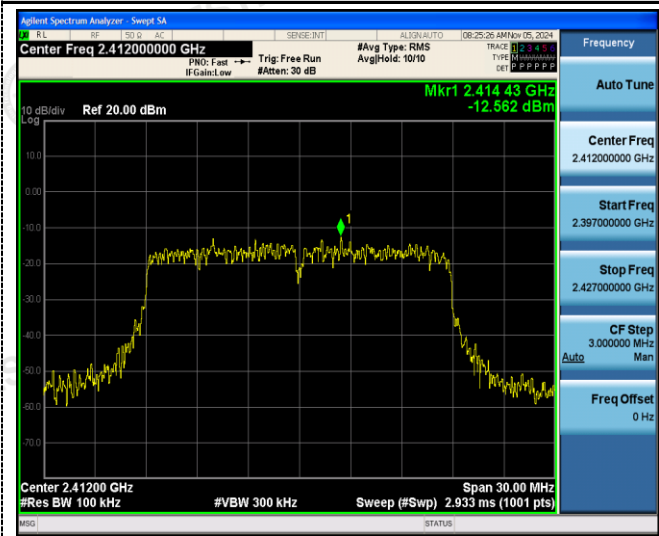 Agilent Spectrum Analyzer - Swept SA
RL RF 50 Ω AC SENSE:INT ALIGNAUTO 08:25:26 AM Nov 05, 2024
Center Freq 2.412000000 GHz
PNO: Fast
IFGain:Low
Trig: Free Run
#Atten: 30 dB
#Avg Type: RMS
Avg|Hold: 10/10
TRACE 1 2 3 4 5 6
TYPE M
DET P P P P P P
Mkr1 2.414 43 GHz
-12.562 dBm
10 dB/div Ref 20.00 dBm
Log
10.0
0.00
-10.0
-20.0
-30.0
-40.0
-50.0
-60.0
-70.0
1
Center 2.41200 GHz Span 30.00 MHz
#Res BW 100 kHz #VBW 300 kHz Sweep (#Swp) 2.933 ms (1001 pts)
MSG STATUS
Frequency
Auto Tune
Center Freq
2.412000000 GHz
Start Freq
2.397000000 GHz
Stop Freq
2.427000000 GHz
CF Step
3.000000 MHz
Auto Man
Freq Offset
0 Hz